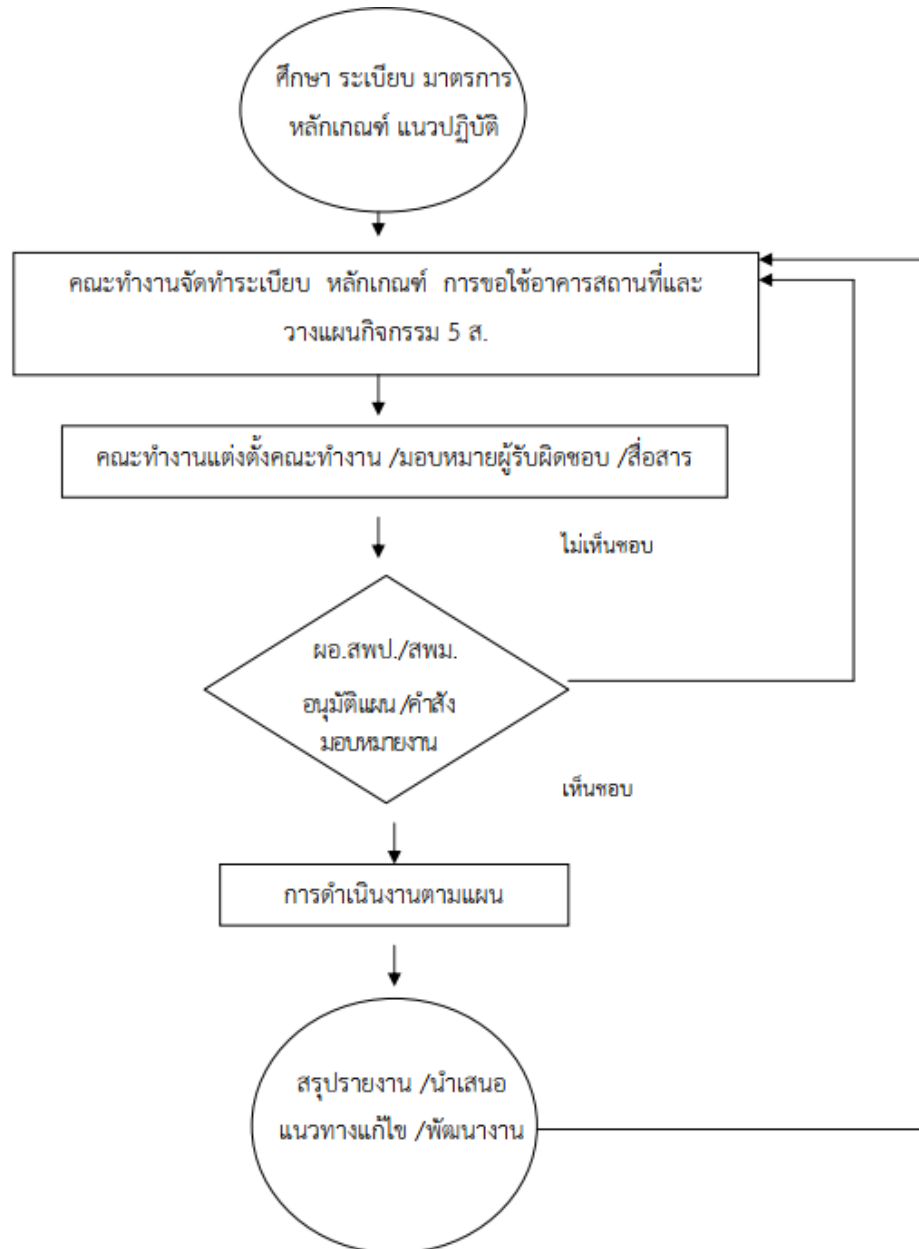 ศึกษา ระเบียบ มาตรการ
หลักเกณฑ์ แนวปฏิบัติ
คณะทำงานจัดทำระเบียบ หลักเกณฑ์ การขอใช้อาคารสถานที่และ
วางแผนกิจกรรม 5 ส.
คณะทำงานแต่งตั้งคณะทำงาน /มอบหมายผู้รับผิดชอบ /สื่อสาร
ไม่เห็นชอบ
ผอ.สพป./สพม.
อนุมัติแผน /คำสั่ง
มอบหมายงาน
เห็นชอบ
การดำเนินงานตามแผน
สรุปรายงาน /นำเสนอ
แนวทางแก้ไข /พัฒนางาน